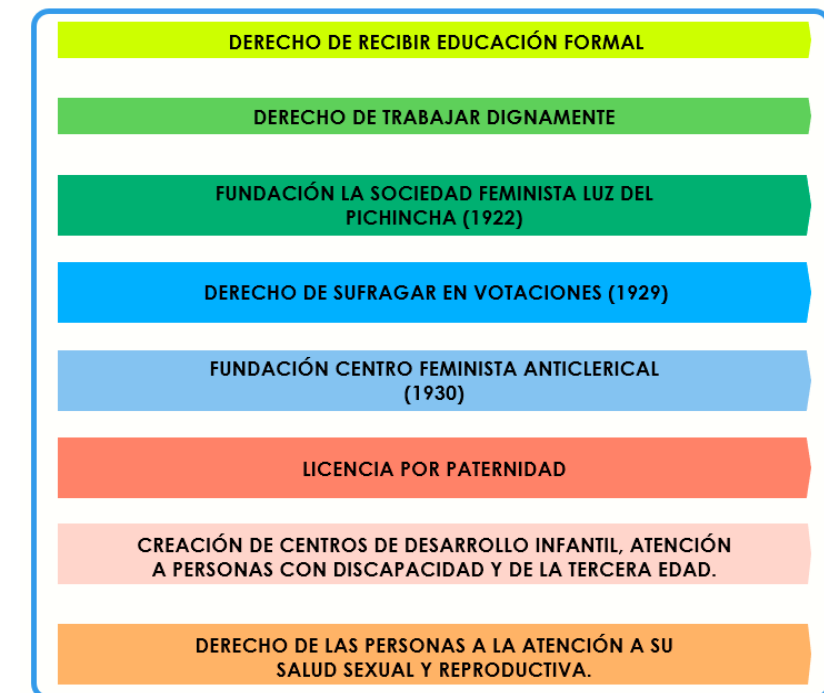 DERECHO DE RECIBIR EDUCACIÓN FORMAL
DERECHO DE TRABAJAR DIGNAMENTE
FUNDACIÓN LA SOCIEDAD FEMINISTA LUZ DEL
PICHINCHA (1922)
DERECHO DE SUFRAGAR EN VOTACIONES (1929)
FUNDACIÓN CENTRO FEMINISTA ANTICLERICAL
(1930)
LICENCIA POR PATERNIDAD
CREACIÓN DE CENTROS DE DESARROLLO INFANTIL, ATENCIÓN
A PERSONAS CON DISCAPACIDAD Y DE LA TERCERA EDAD.
DERECHO DE LAS PERSONAS A LA ATENCIÓN A SU
SALUD SEXUAL Y REPRODUCTIVA.